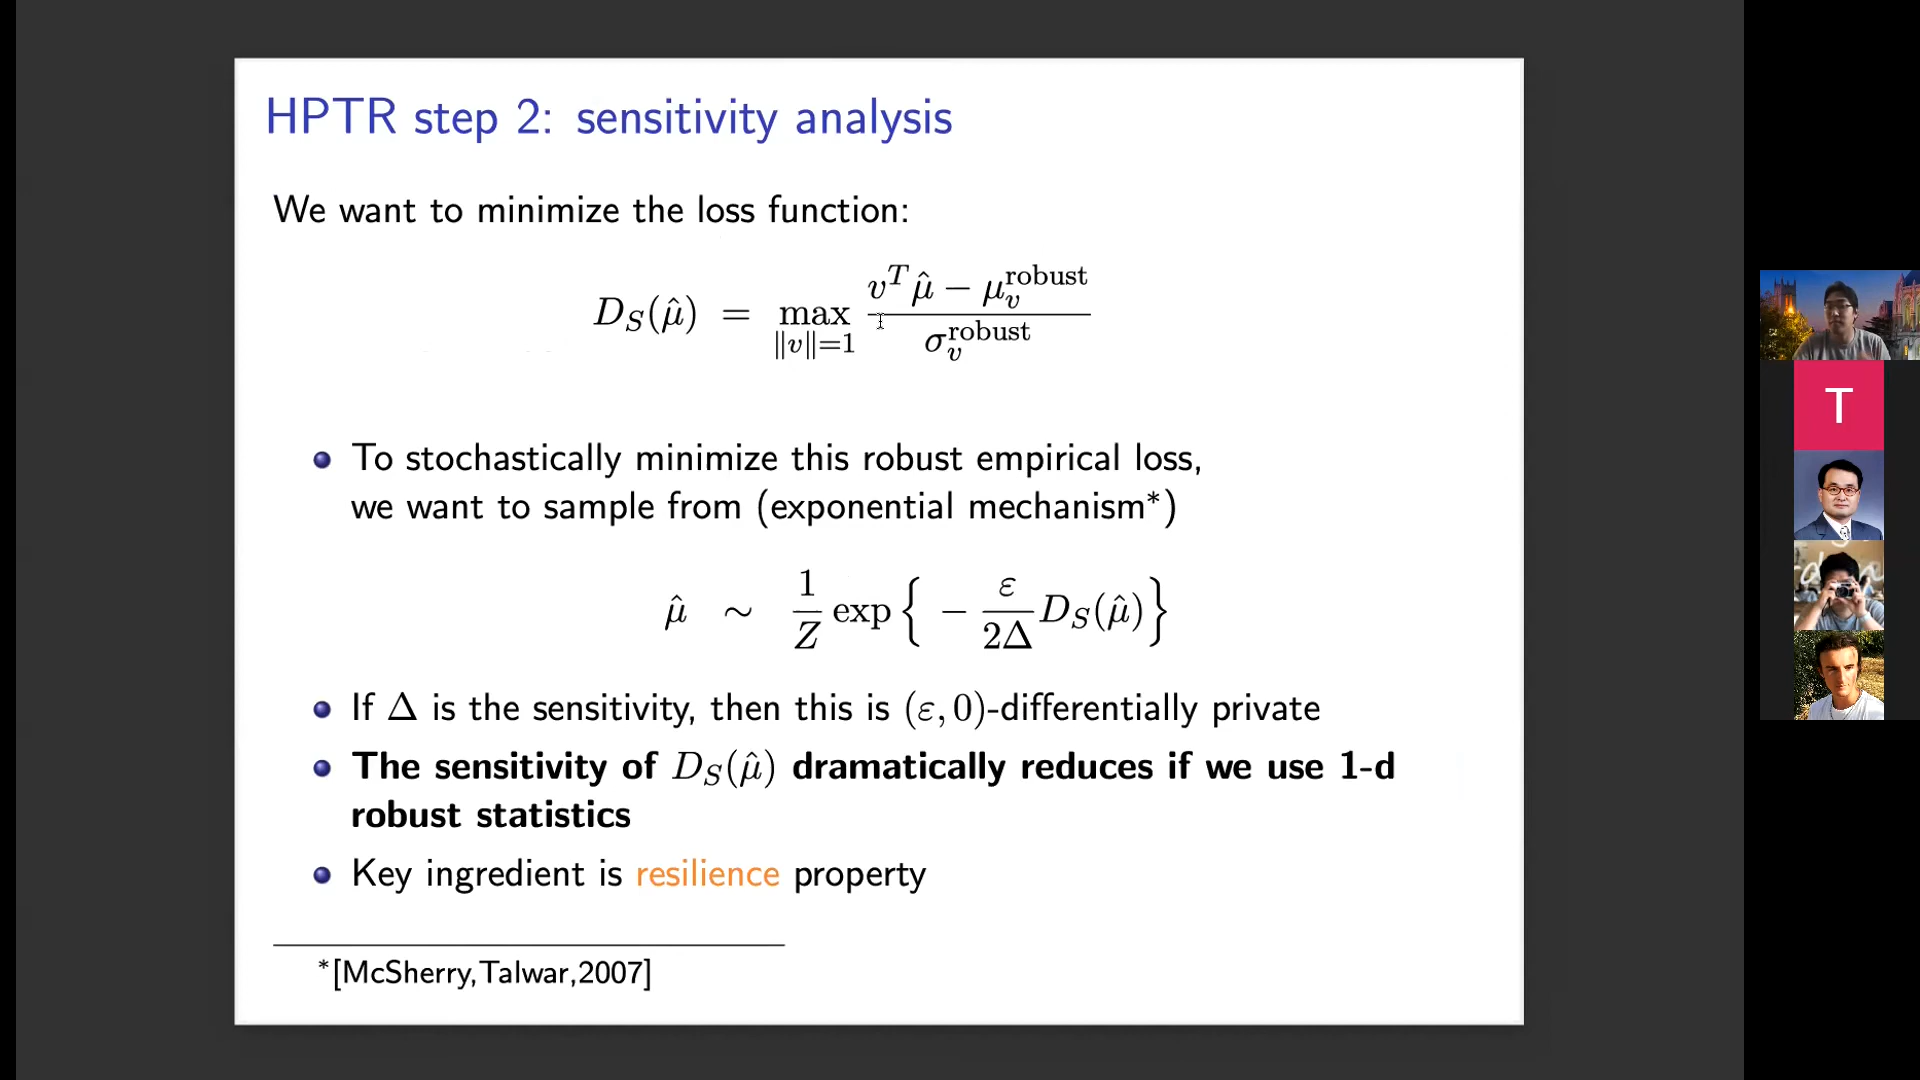 HPTR step 2: sensitivity analysis
We want to minimize the loss function:
D_S(μ̂) = max_{‖v‖=1} (v^T μ̂ − μ_v^robust) / σ_v^robust
To stochastically minimize this robust empirical loss,
we want to sample from (exponential mechanism*)
μ̂ ∼ 1/Z exp{ − ε/2Δ D_S(μ̂) }
If Δ is the sensitivity, then this is (ε, 0)-differentially private
The sensitivity of D_S(μ̂) dramatically reduces if we use 1-d
robust statistics
Key ingredient is resilience property
*[McSherry,Talwar,2007]
T